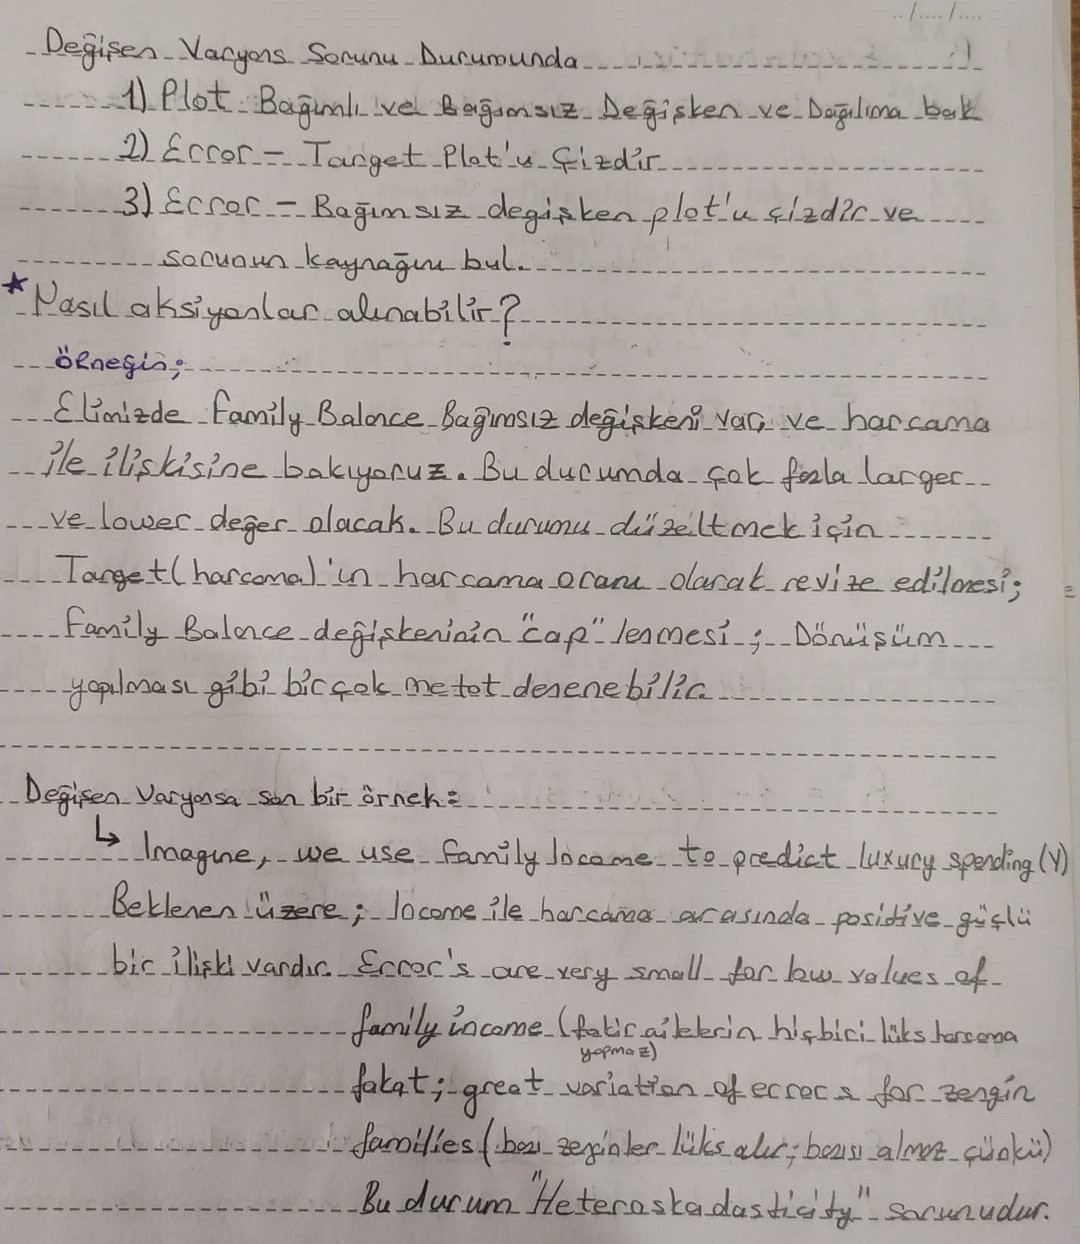 ../..../....
Değişen Varyans Sorunu Durumunda
1) Plot Bağımlı ve Bağımsız Değişken ve Dağılıma bak
2) Error - Target Plot'u Çizdir
3) Error - Bağımsız değişken plot'u çizdir ve
sorunun kaynağını bul.
* Nasıl aksiyonlar alınabilir?
örneğin;
Elimizde Family Balance Bağımsız değişkeni var, ve harcama
ile ilişkisine bakıyoruz. Bu durumda çok fazla larger
ve lower değer olacak. Bu durumu düzeltmek için
Target (harcama)'ın harcama oranı olarak revize edilmesi;
Family Balance değişkeninin "cap"lenmesi; Dönüşüm
yapılması gibi birçok metot denenebilir.
Değişen Varyansa son bir örnek:
↳ Imagine, we use family Income to predict luxury spending (Y)
Beklenen üzere; Income ile harcama arasında positive güçlü
bir ilişki vardır. Error's are very small for low values of
family income (fakir ailelerin hiçbiri lüks harcama
yapmaz)
fakat; great variation of errors for zengin
families (bazı zenginler lüks alır; bazısı almaz çünkü)
Bu durum "Heteroskadasticity" sorunudur.